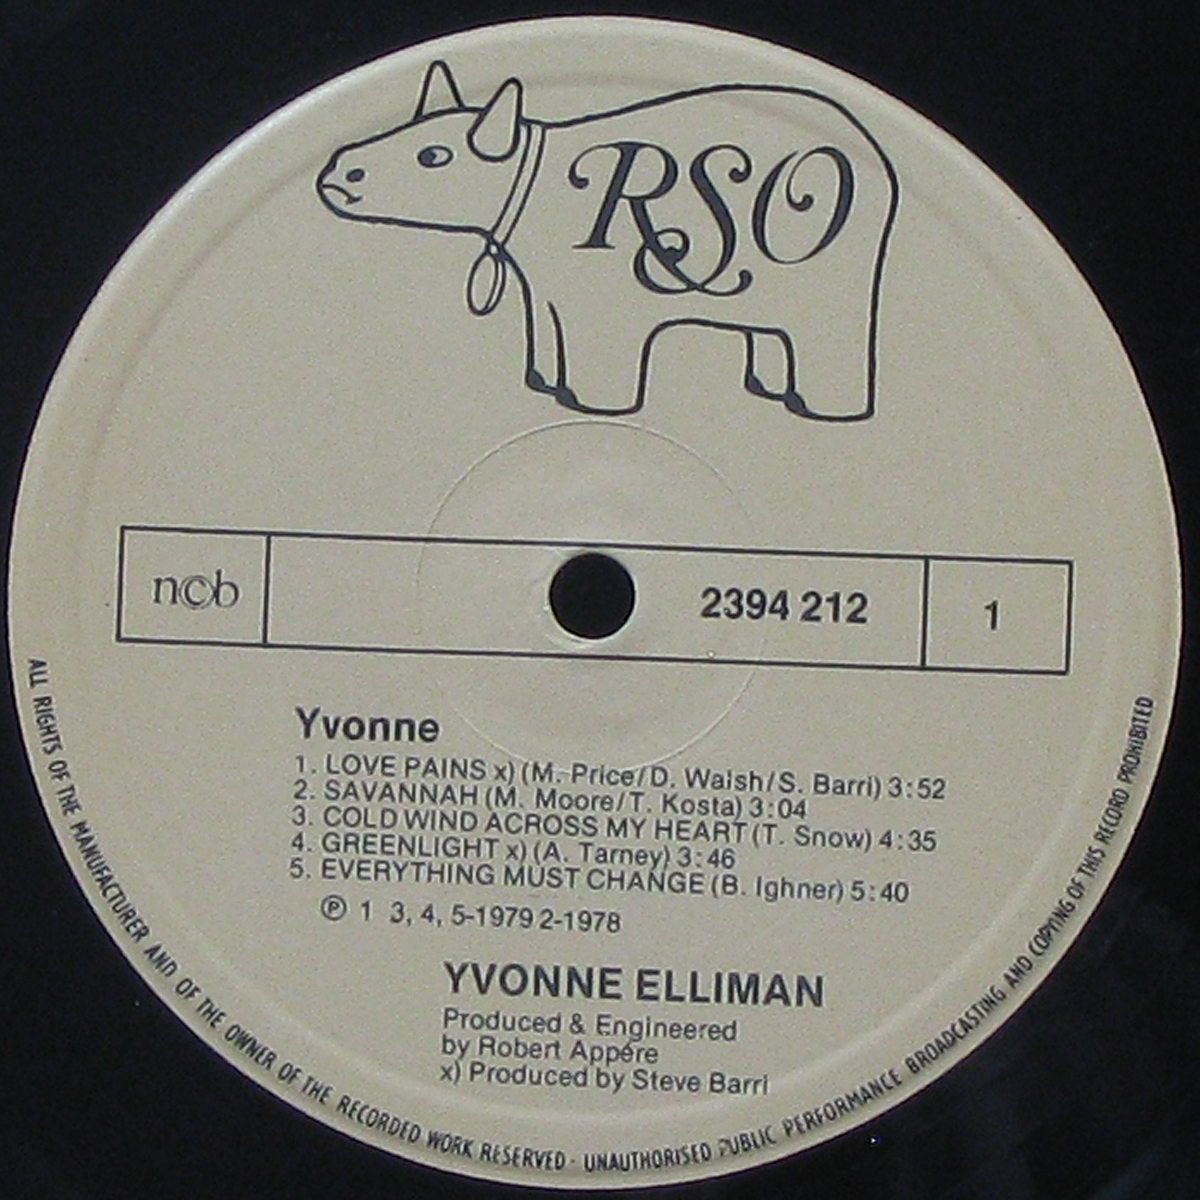 RSO
n©b
2394 212
1
Yvonne
1. LOVE PAINS x) (M. Price/D. Walsh/S. Barri) 3:52
2. SAVANNAH (M. Moore/T. Kosta) 3:04
3. COLD WIND ACROSS MY HEART (T. Snow) 4:35
4. GREENLIGHT x) (A. Tarney) 3:46
5. EVERYTHING MUST CHANGE (B. Ighner) 5:40
℗ 1 3, 4, 5-1979 2-1978
YVONNE ELLIMAN
Produced & Engineered
by Robert Appére
x) Produced by Steve Barri
ALL RIGHTS OF THE MANUFACTURER AND OF THE OWNER OF THE RECORDED WORK RESERVED · UNAUTHORISED PUBLIC PERFORMANCE BROADCASTING AND COPYING OF THIS RECORD PROHIBITED